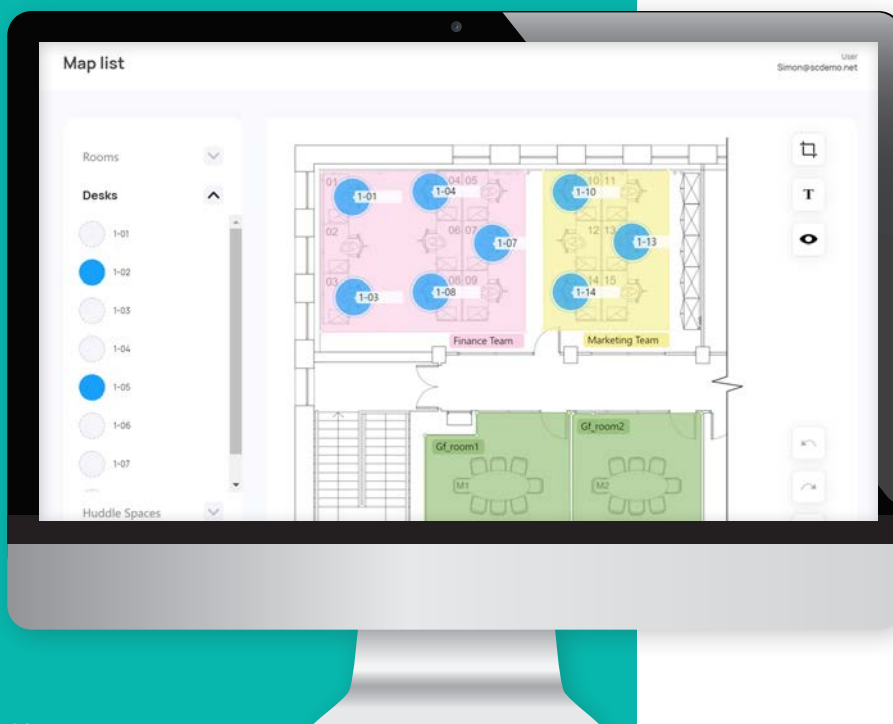 Map list
User
Simon@scdemo.net
Rooms
Desks
1-01
1-02
1-03
1-04
1-05
1-06
1-07
Huddle Spaces
T
01
1-01
04 05
1-04
02
06 07
1-07
03
1-03
08 09
1-08
10 11
1-10
12 13
1-13
14 15
1-14
Finance Team
Marketing Team
Gf_room1
Gf_room2
M1
M2